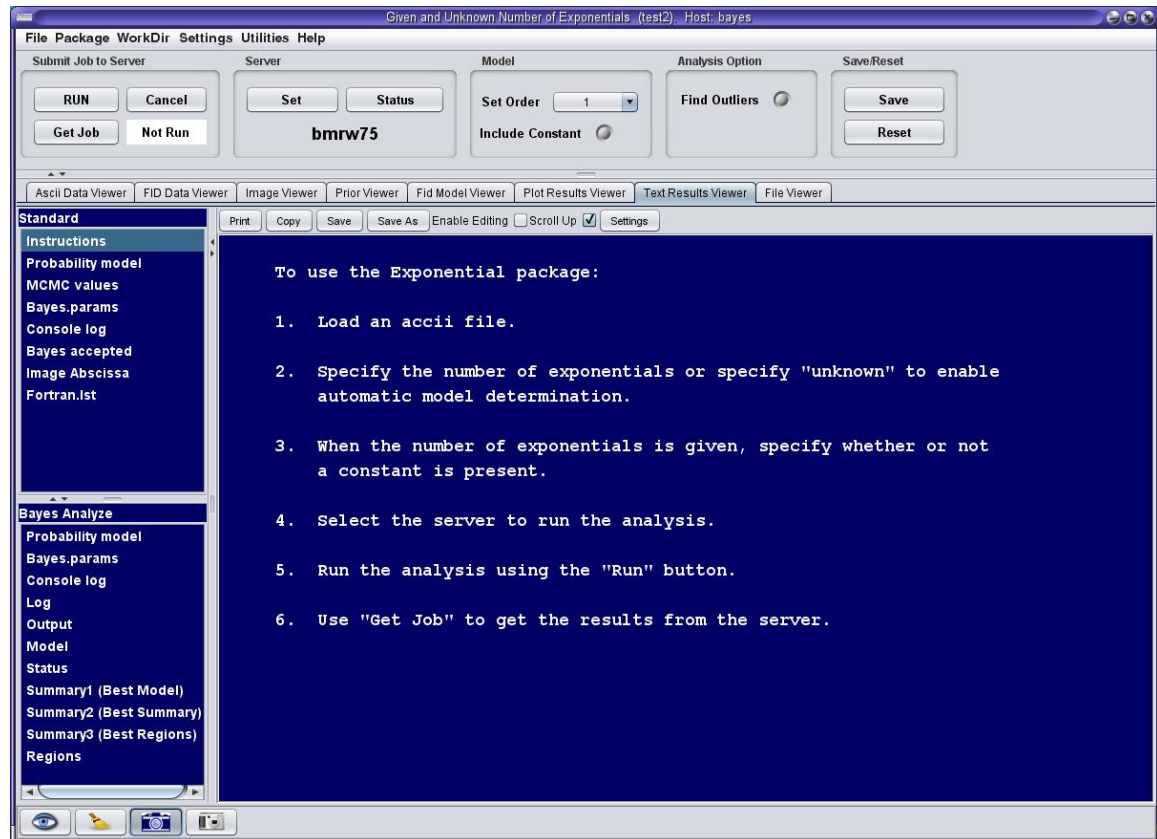 Given and Unknown Number of Exponentials (test2), Host: bayes
File Package WorkDir Settings Utilities Help
Submit Job to Server
Server
Model
Analysis Option
Save/Reset
RUN Cancel
Set Status
Set Order 1
Find Outliers
Save
Get Job Not Run
bmrw75
Include Constant
Reset
Ascii Data Viewer FID Data Viewer Image Viewer Prior Viewer Fid Model Viewer Plot Results Viewer Text Results Viewer File Viewer
Standard
Print Copy Save Save As Enable Editing Scroll Up Settings
Instructions
Probability model
MCMC values
Bayes.params
Console log
Bayes accepted
Image Abscissa
Fortran.lst
To use the Exponential package:
1. Load an accii file.
2. Specify the number of exponentials or specify "unknown" to enable
automatic model determination.
3. When the number of exponentials is given, specify whether or not
a constant is present.
4. Select the server to run the analysis.
5. Run the analysis using the "Run" button.
6. Use "Get Job" to get the results from the server.
Bayes Analyze
Probability model
Bayes.params
Console log
Log
Output
Model
Status
Summary1 (Best Model)
Summary2 (Best Summary)
Summary3 (Best Regions)
Regions